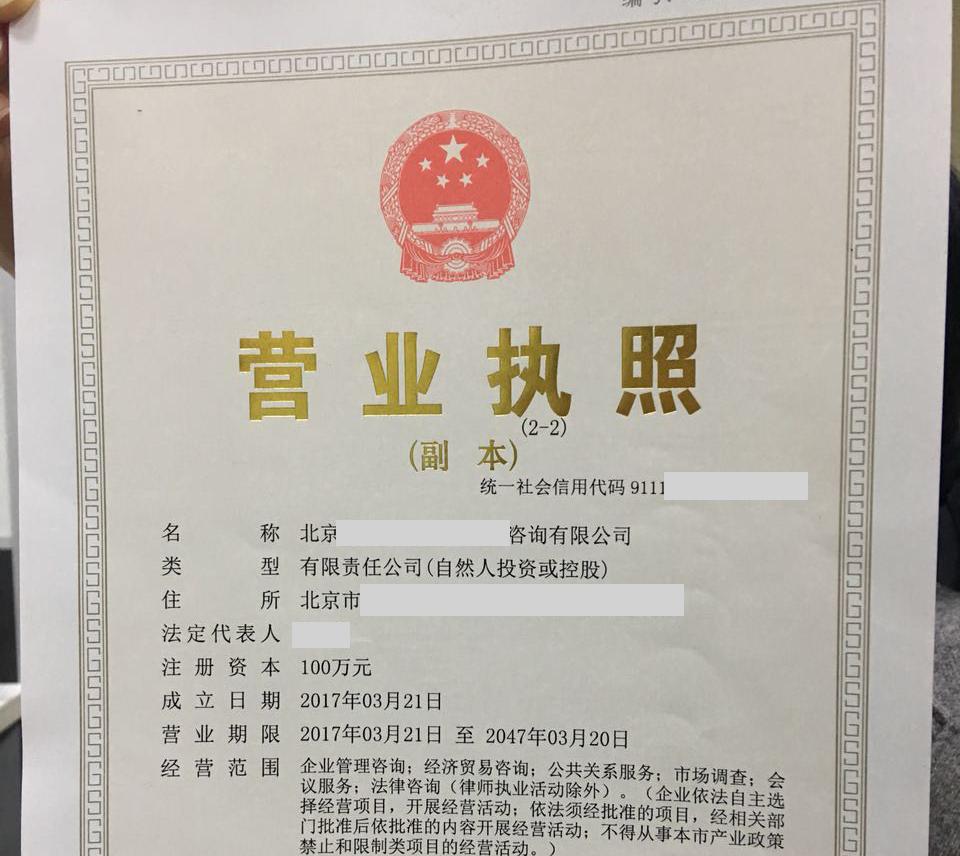 营业执照
(2-2)
(副 本)
统一社会信用代码 9111
名 称 北京 咨询有限公司
类 型 有限责任公司(自然人投资或控股)
住 所 北京市
法定代表人
注 册 资 本 100万元
成 立 日 期 2017年03月21日
营 业 期 限 2017年03月21日 至 2047年03月20日
经 营 范 围 企业管理咨询；经济贸易咨询；公共关系服务；市场调查；会
议服务；法律咨询（律师执业活动除外）。（企业依法自主选
择经营项目，开展经营活动；依法须经批准的项目，经相关部
门批准后依批准的内容开展经营活动；不得从事本市产业政策
禁止和限制类项目的经营活动。）